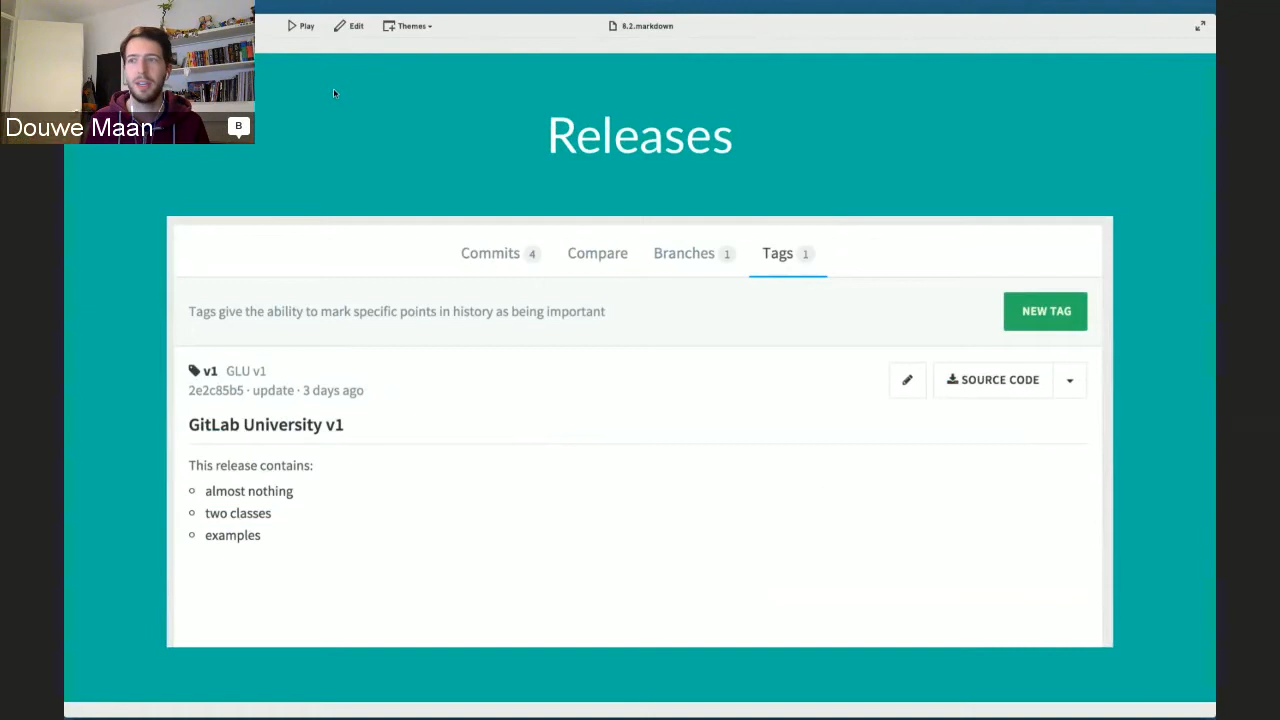 Play Edit Themes 8.2.markdown
Douwe Maan B
Releases
Commits 4 Compare Branches 1 Tags 1
Tags give the ability to mark specific points in history as being important NEW TAG
v1 GLU v1
2e2c85b5 · update · 3 days ago
SOURCE CODE
GitLab University v1
This release contains:
almost nothing
two classes
examples